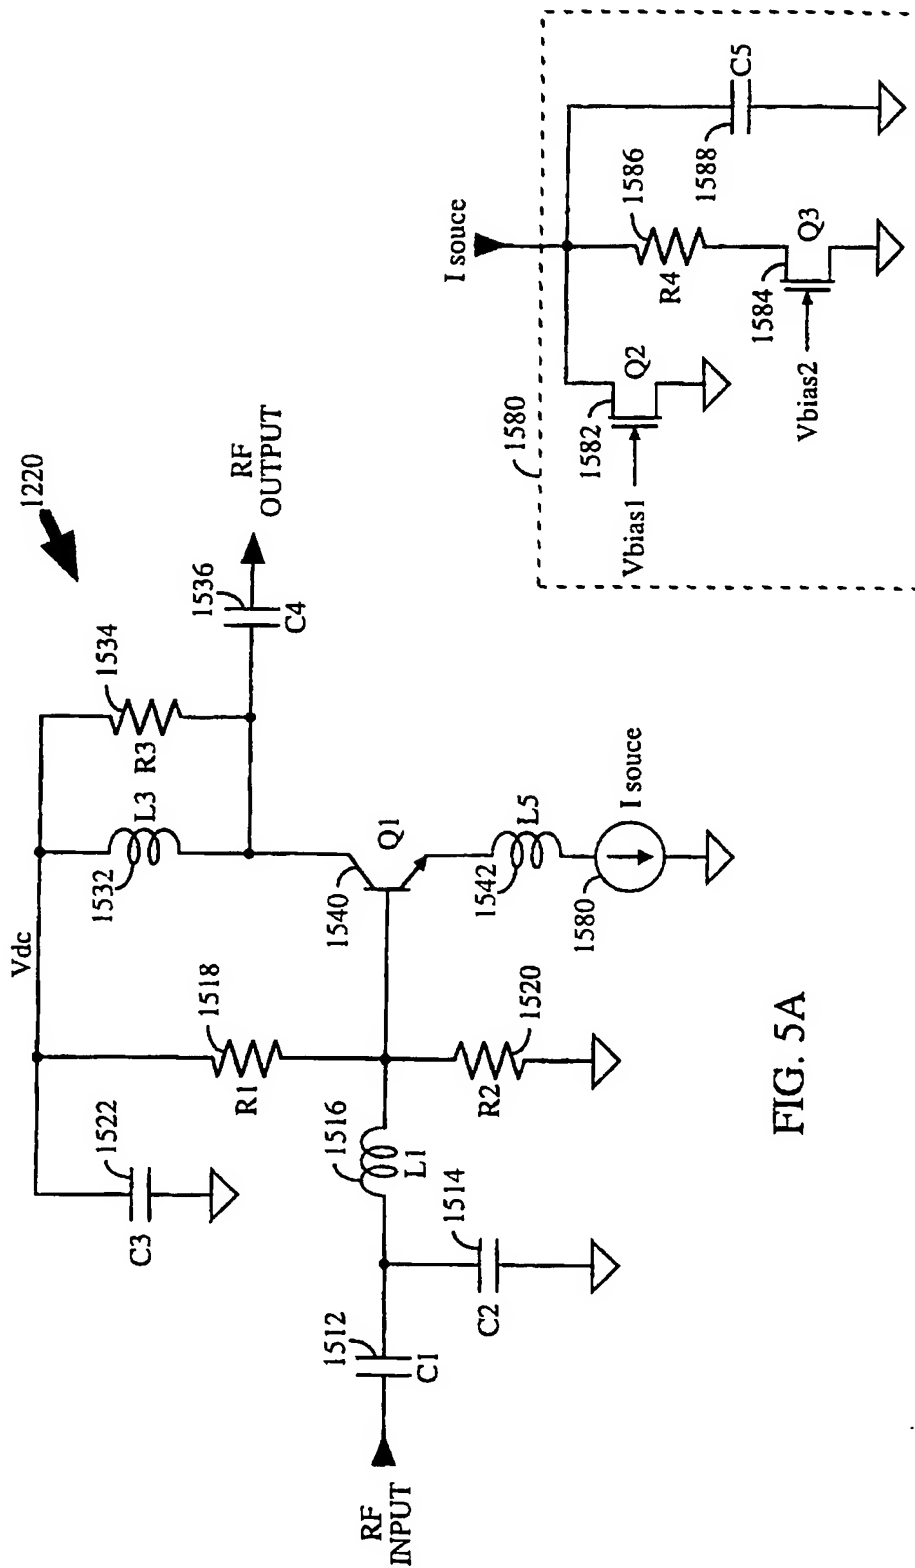 1220
Vdc
1522
C3
1518
R1
1532
L3
1534
R3
1536
C4
RF
OUTPUT
RF
INPUT
1512
C1
1514
C2
1516
L1
1520
R2
1540
Q1
1542
L5
1580
I souce
1580
I souce
Vbias1
1582
Q2
1586
R4
Vbias2
1584
Q3
1588
C5
FIG. 5A